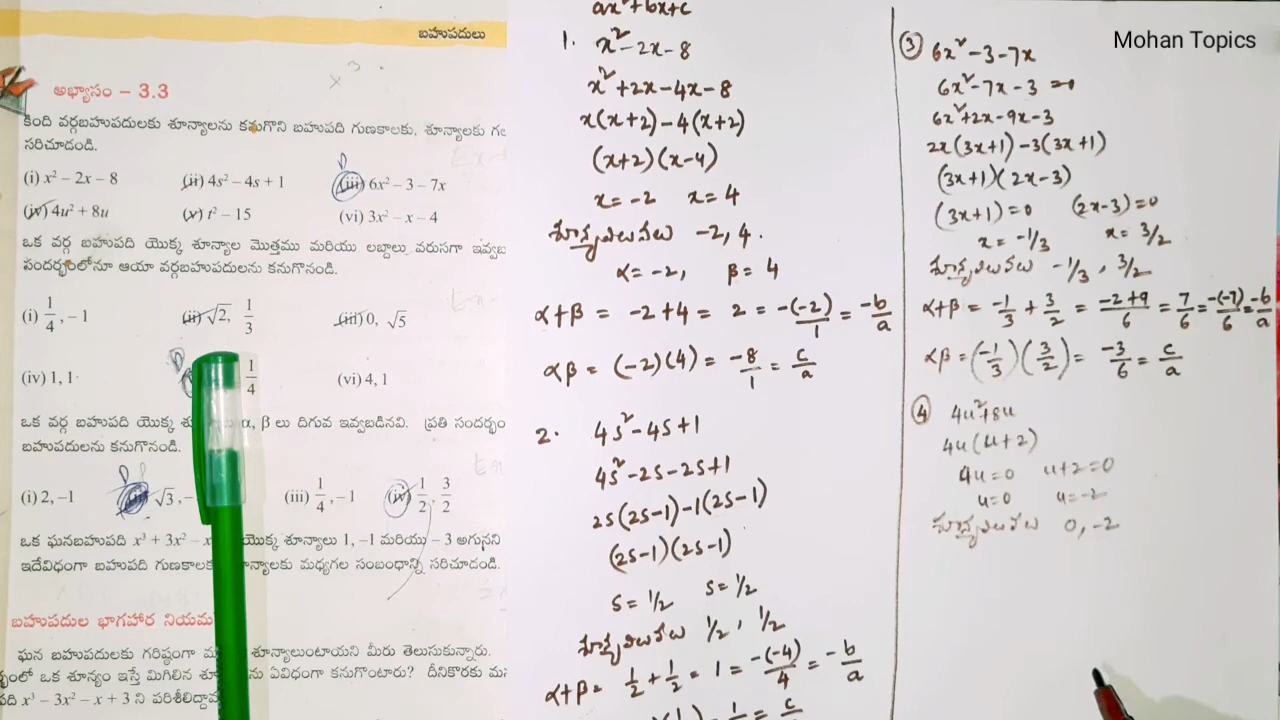 బహుపదులు
అభ్యాసం – 3.3
కింది వర్గబహుపదులకు శూన్యాలను కనుగొని బహుపది గుణకాలకు, శూన్యాలకు
సరిచూడండి.
(i) x² – 2x – 8 (ii) 4s² – 4s + 1 (iii) 6x² – 3 – 7x
(iv) 4u² + 8u (v) t² – 15 (vi) 3x² – x – 4
ఒక వర్గ బహుపది యొక్క శూన్యాల మొత్తము మరియు లబ్దాలు వరుసగా
సందర్భంలోనూ ఆయా వర్గబహుపదులను కనుగొనండి.
(i) 1/4, –1 (ii) √2, 1/3 (iii) 0, √5
(iv) 1, 1 1/4 (vi) 4, 1
ఒక వర్గ బహుపది యొక్క α, β లు దిగువ ఇవ్వబడినవి. ప్రతి సందర్భం
బహుపదులను కనుగొనండి.
(i) 2, –1 √3, – (iii) 1/4, –1 (iv) 1/2, 3/2
ఒక ఘనబహుపది x³ + 3x² – x యొక్క శూన్యాలు 1, –1 మరియు – 3 అగునని
ఇదేవిధంగా బహుపది గుణకాలకు మధ్యగల సంబంధాన్ని సరిచూడండి.
బహుపదుల భాగహార నియమ
ఘన బహుపదులకు గరిష్ఠంగా శూన్యాలుంటాయని మీరు తెలుసుకున్నారు.
లో ఒక శూన్యం ఇస్తే మిగిలిన ను ఏవిధంగా కనుగొంటారు? దీనికొరకు
పది x³ – 3x² – x + 3 ని పరిశీలిద్దా
x³
ax²+bx+c
1. x²-2x-8
x²+2x-4x-8
x(x+2)-4(x+2)
(x+2)(x-4)
x=-2 x=4
శూన్యవిలువలు -2, 4.
α=-2, β=4
α+β = -2+4 = 2 = -(-2)/1 = -b/a
αβ = (-2)(4) = -8/1 = c/a
2. 4s²-4s+1
4s²-2s-2s+1
2s(2s-1)-1(2s-1)
(2s-1)(2s-1)
s=1/2 s=1/2
శూన్యవిలువలు 1/2, 1/2
α+β= 1/2+1/2 = 1 = -(-4)/4 = -b/a
Mohan Topics
③ 6x²-3-7x
6x²-7x-3 =0
6x²+2x-9x-3
2x(3x+1)-3(3x+1)
(3x+1)(2x-3)
(3x+1)=0 (2x-3)=0
x=-1/3 x=3/2
శూన్యవిలువలు -1/3, 3/2
α+β = -1/3+3/2 = -2+9/6 = 7/6 = -(-7)/6 = -b/a
αβ = (-1/3)(3/2) = -3/6 = c/a
④ 4u²+8u
4u(u+2)
4u=0 u+2=0
u=0 u=-2
శూన్యవిలువలు 0, -2